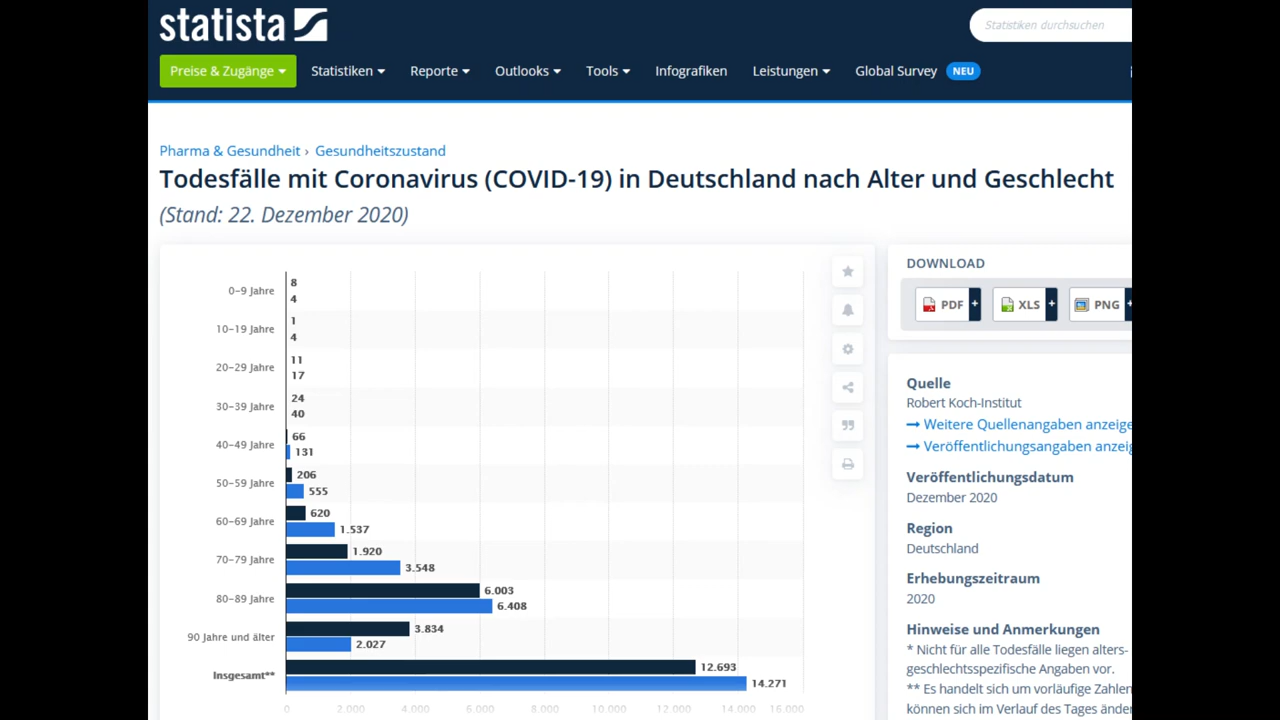 statista
Statistiken durchsuchen
Preise & Zugänge Statistiken Reporte Outlooks Tools Infografiken Leistungen Global Survey NEU
Pharma & Gesundheit › Gesundheitszustand
Todesfälle mit Coronavirus (COVID-19) in Deutschland nach Alter und Geschlecht
(Stand: 22. Dezember 2020)
0-9 Jahre
8
4
10-19 Jahre
1
4
20-29 Jahre
11
17
30-39 Jahre
24
40
40-49 Jahre
66
131
50-59 Jahre
206
555
60-69 Jahre
620
1.537
70-79 Jahre
1.920
3.548
80-89 Jahre
6.003
6.408
90 Jahre und älter
3.834
2.027
Insgesamt**
12.693
14.271
0 2.000 4.000 6.000 8.000 10.000 12.000 14.000 16.000
DOWNLOAD
PDF + XLS + PNG +
Quelle
Robert Koch-Institut
→ Weitere Quellenangaben anzeige
→ Veröffentlichungsangaben anzeig
Veröffentlichungsdatum
Dezember 2020
Region
Deutschland
Erhebungszeitraum
2020
Hinweise und Anmerkungen
* Nicht für alle Todesfälle liegen alters-
geschlechtsspezifische Angaben vor.
** Es handelt sich um vorläufige Zahlen
können sich im Verlauf des Tages änder